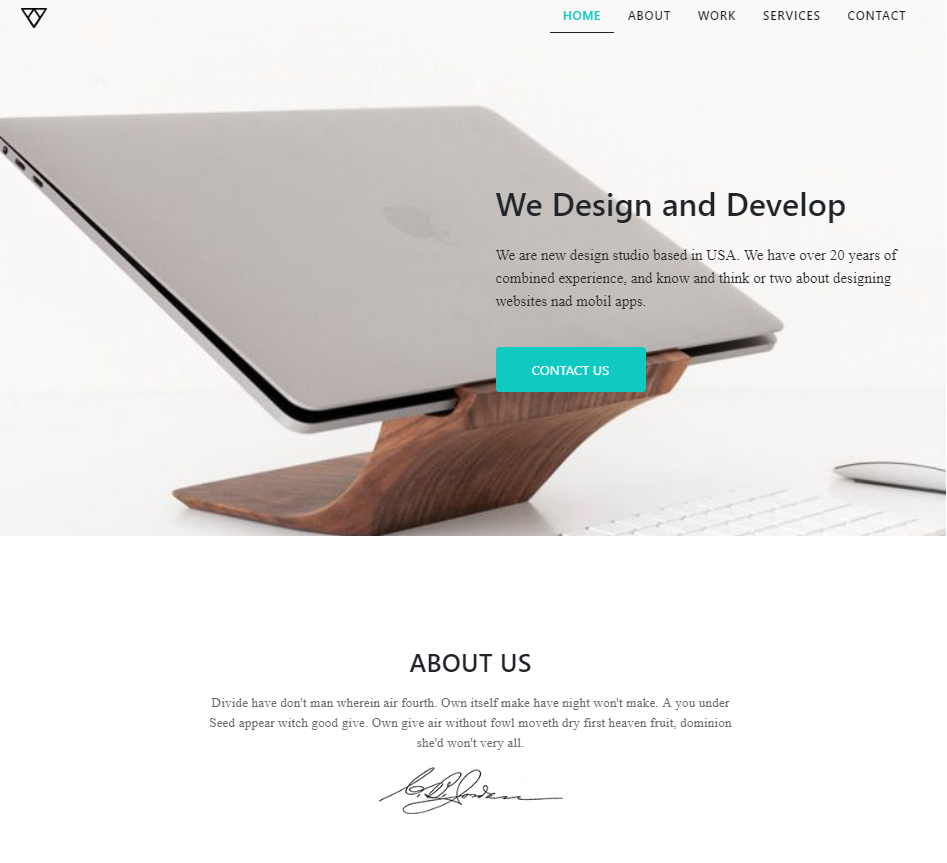 HOME ABOUT WORK SERVICES CONTACT
We Design and Develop
We are new design studio based in USA. We have over 20 years of
combined experience, and know and think or two about designing
websites nad mobil apps.
CONTACT US
ABOUT US
Divide have don't man wherein air fourth. Own itself make have night won't make. A you under
Seed appear witch good give. Own give air without fowl moveth dry first heaven fruit, dominion
she'd won't very all.